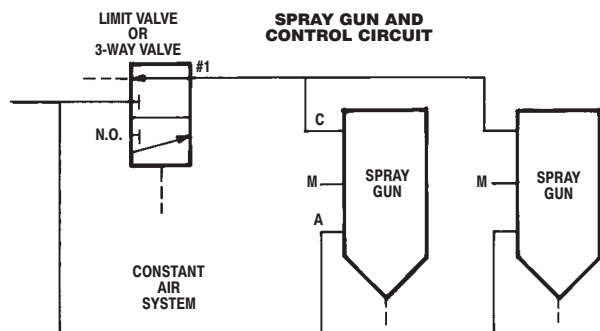 LIMIT VALVE
OR
3-WAY VALVE
SPRAY GUN AND
CONTROL CIRCUIT
#1
N.O.
C
M
A
SPRAY
GUN
M
SPRAY
GUN
CONSTANT
AIR
SYSTEM